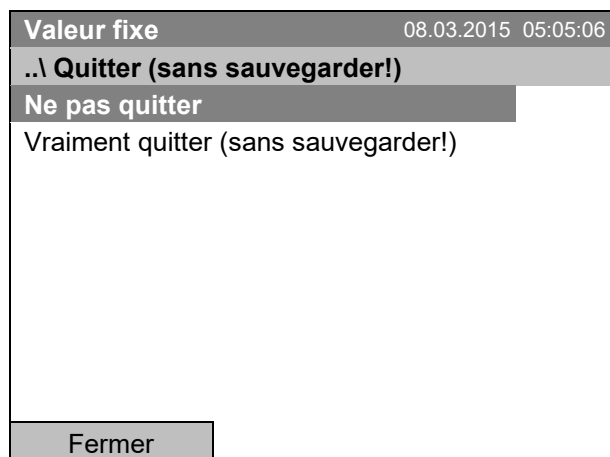 Valeur fixe 08.03.2015 05:05:06
..\ Quitter (sans sauvegarder!)
Ne pas quitter
Vraiment quitter (sans sauvegarder!)
Fermer